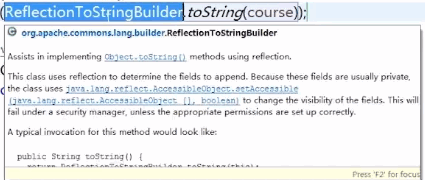 (ReflectionToStringBuilder.toString(course));
org.apache.commons.lang.builder.ReflectionToStringBuilder
Assists in implementing Object.toString() methods using reflection.
This class uses reflection to determine the fields to append. Because these fields are usually private,
the class uses java.lang.reflect.AccessibleObject.setAccessible
(java.lang.reflect.AccessibleObject [], boolean) to change the visibility of the fields. This will
fail under a security manager, unless the appropriate permissions are set up correctly.
A typical invocation for this method would look like:
public String toString() {
return ReflectionToStringBuilder.toString(this);
Press 'F2' for focus